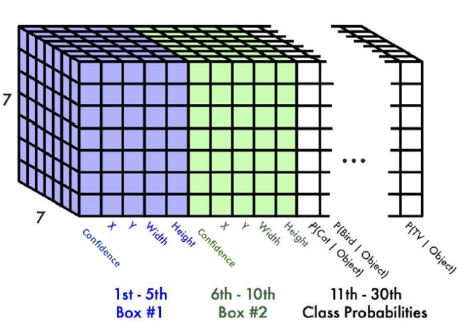 7
7
Confidence
X
Y
Width
Height
Confidence
X
Y
Width
Height
P(Cat | Object)
P(Bird | Object)
...
P(TV | Object)
1st - 5th
Box #1
6th - 10th
Box #2
11th - 30th
Class Probabilities